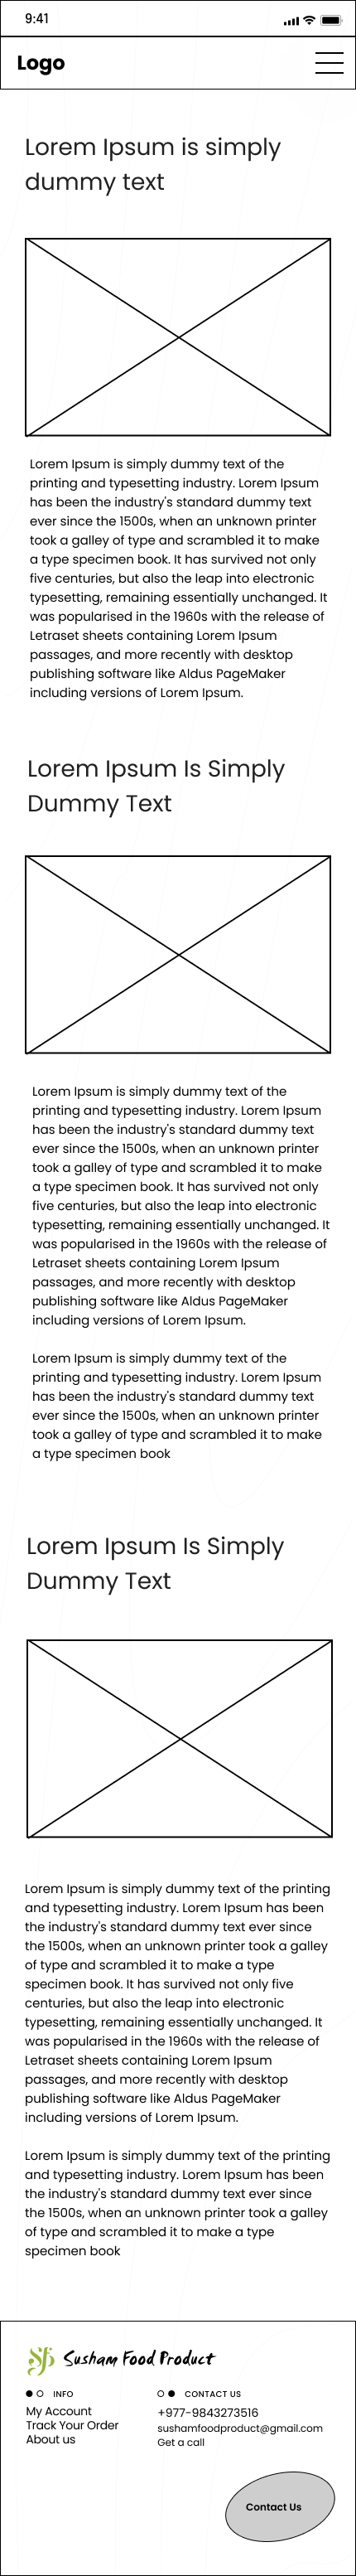 9:41
Logo
Lorem Ipsum is simply
dummy text
Lorem Ipsum is simply dummy text of the
printing and typesetting industry. Lorem Ipsum
has been the industry's standard dummy text
ever since the 1500s, when an unknown printer
took a galley of type and scrambled it to make
a type specimen book. It has survived not only
five centuries, but also the leap into electronic
typesetting, remaining essentially unchanged. It
was popularised in the 1960s with the release of
Letraset sheets containing Lorem Ipsum
passages, and more recently with desktop
publishing software like Aldus PageMaker
including versions of Lorem Ipsum.
Lorem Ipsum Is Simply
Dummy Text
Lorem Ipsum is simply dummy text of the
printing and typesetting industry. Lorem Ipsum
has been the industry's standard dummy text
ever since the 1500s, when an unknown printer
took a galley of type and scrambled it to make
a type specimen book. It has survived not only
five centuries, but also the leap into electronic
typesetting, remaining essentially unchanged. It
was popularised in the 1960s with the release of
Letraset sheets containing Lorem Ipsum
passages, and more recently with desktop
publishing software like Aldus PageMaker
including versions of Lorem Ipsum.
Lorem Ipsum is simply dummy text of the
printing and typesetting industry. Lorem Ipsum
has been the industry's standard dummy text
ever since the 1500s, when an unknown printer
took a galley of type and scrambled it to make
a type specimen book
Lorem Ipsum Is Simply
Dummy Text
Lorem Ipsum is simply dummy text of the printing
and typesetting industry. Lorem Ipsum has been
the industry's standard dummy text ever since
the 1500s, when an unknown printer took a galley
of type and scrambled it to make a type
specimen book. It has survived not only five
centuries, but also the leap into electronic
typesetting, remaining essentially unchanged. It
was popularised in the 1960s with the release of
Letraset sheets containing Lorem Ipsum
passages, and more recently with desktop
publishing software like Aldus PageMaker
including versions of Lorem Ipsum.
Lorem Ipsum is simply dummy text of the printing
and typesetting industry. Lorem Ipsum has been
the industry's standard dummy text ever since
the 1500s, when an unknown printer took a galley
of type and scrambled it to make a type
specimen book
Susham Food Product
INFO
My Account
Track Your Order
About us
CONTACT US
+977-9843273516
sushamfoodproduct@gmail.com
Get a call
Contact Us